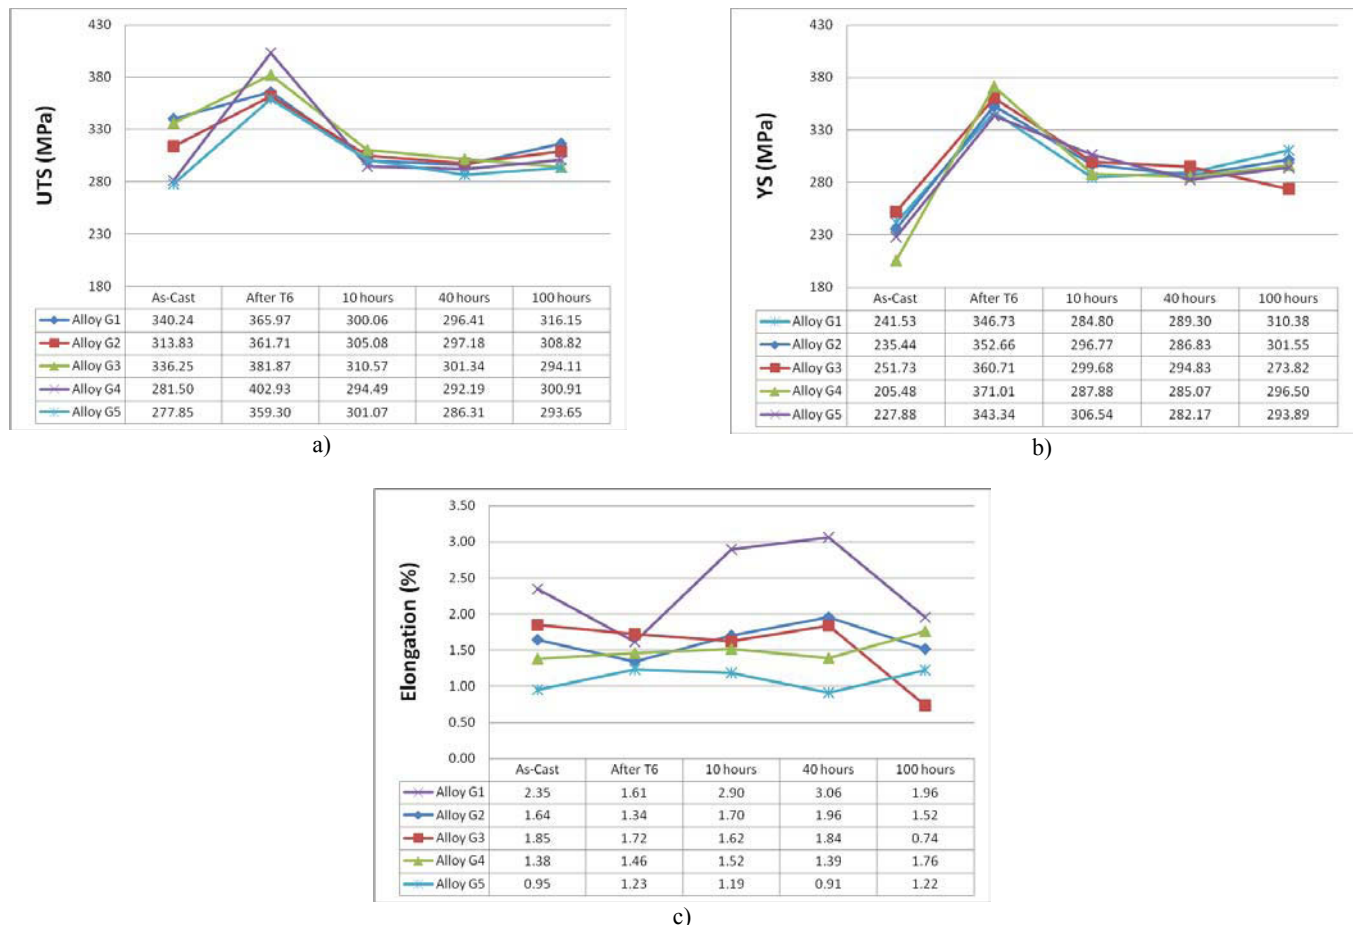 430
380
330
280
230
180
UTS (MPa)
As-Cast After T6 10 hours 40 hours 100 hours
Alloy G1 340.24 365.97 300.06 296.41 316.15
Alloy G2 313.83 361.71 305.08 297.18 308.82
Alloy G3 336.25 381.87 310.57 301.34 294.11
Alloy G4 281.50 402.93 294.49 292.19 300.91
Alloy G5 277.85 359.30 301.07 286.31 293.65
a)
430
380
330
280
230
180
YS (MPa)
As-Cast After T6 10 hours 40 hours 100 hours
Alloy G1 241.53 346.73 284.80 289.30 310.38
Alloy G2 235.44 352.66 296.77 286.83 301.55
Alloy G3 251.73 360.71 299.68 294.83 273.82
Alloy G4 205.48 371.01 287.88 285.07 296.50
Alloy G5 227.88 343.34 306.54 282.17 293.89
b)
3.50
3.00
2.50
2.00
1.50
1.00
0.50
0.00
Elongation (%)
As-Cast After T6 10 hours 40 hours 100 hours
Alloy G1 2.35 1.61 2.90 3.06 1.96
Alloy G2 1.64 1.34 1.70 1.96 1.52
Alloy G3 1.85 1.72 1.62 1.84 0.74
Alloy G4 1.38 1.46 1.52 1.39 1.76
Alloy G5 0.95 1.23 1.19 0.91 1.22
c)